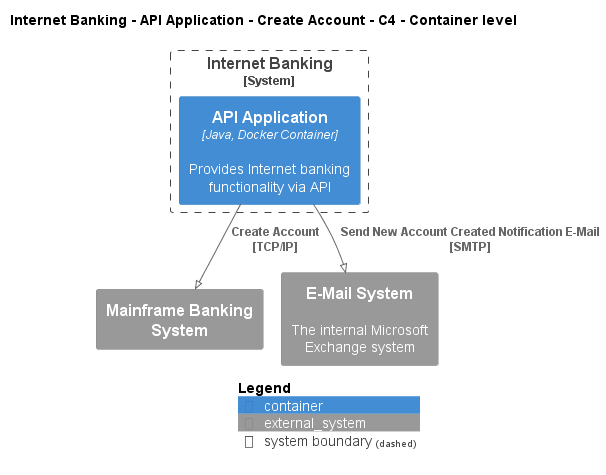 Internet Banking - API Application - Create Account - C4 - Container level
Internet Banking
[System]
API Application
[Java, Docker Container]
Provides Internet banking
functionality via API
Create Account
[TCP/IP]
Send New Account Created Notification E-Mail
[SMTP]
Mainframe Banking
System
E-Mail System
The internal Microsoft
Exchange system
Legend
container
external_system
system boundary (dashed)